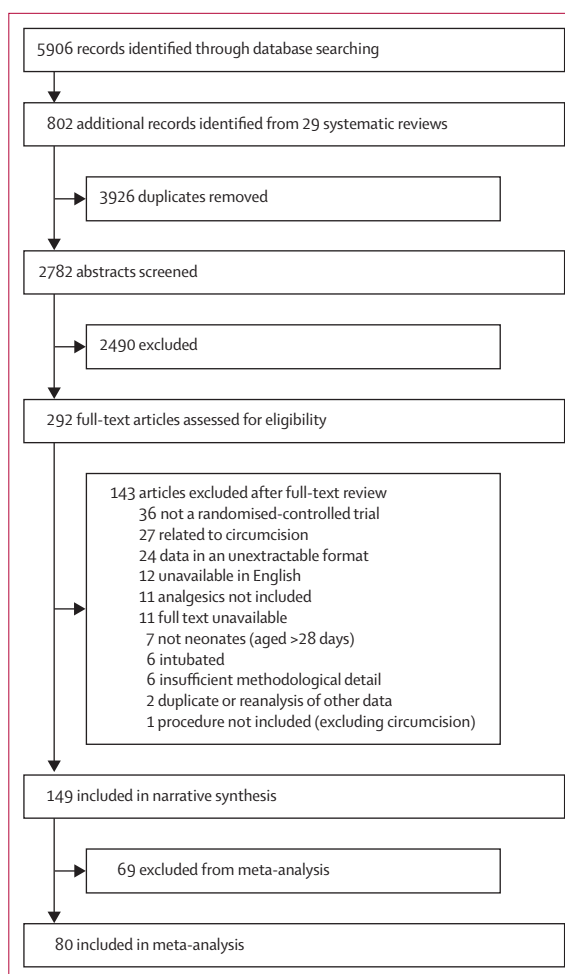 5906 records identified through database searching
802 additional records identified from 29 systematic reviews
3926 duplicates removed
2782 abstracts screened
2490 excluded
292 full-text articles assessed for eligibility
143 articles excluded after full-text review
36 not a randomised-controlled trial
27 related to circumcision
24 data in an unextractable format
12 unavailable in English
11 analgesics not included
11 full text unavailable
7 not neonates (aged >28 days)
6 intubated
6 insufficient methodological detail
2 duplicate or reanalysis of other data
1 procedure not included (excluding circumcision)
149 included in narrative synthesis
69 excluded from meta-analysis
80 included in meta-analysis